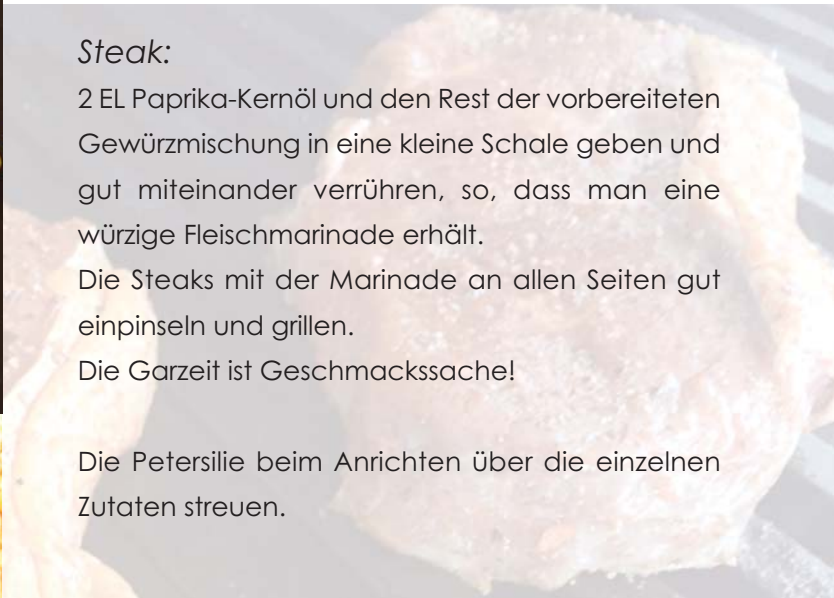 Steak:
2 EL Paprika-Kernöl und den Rest der vorbereiteten
Gewürzmischung in eine kleine Schale geben und
gut miteinander verrühren, so, dass man eine
würzige Fleischmarinade erhält.
Die Steaks mit der Marinade an allen Seiten gut
einpinseln und grillen.
Die Garzeit ist Geschmackssache!
Die Petersilie beim Anrichten über die einzelnen
Zutaten streuen.